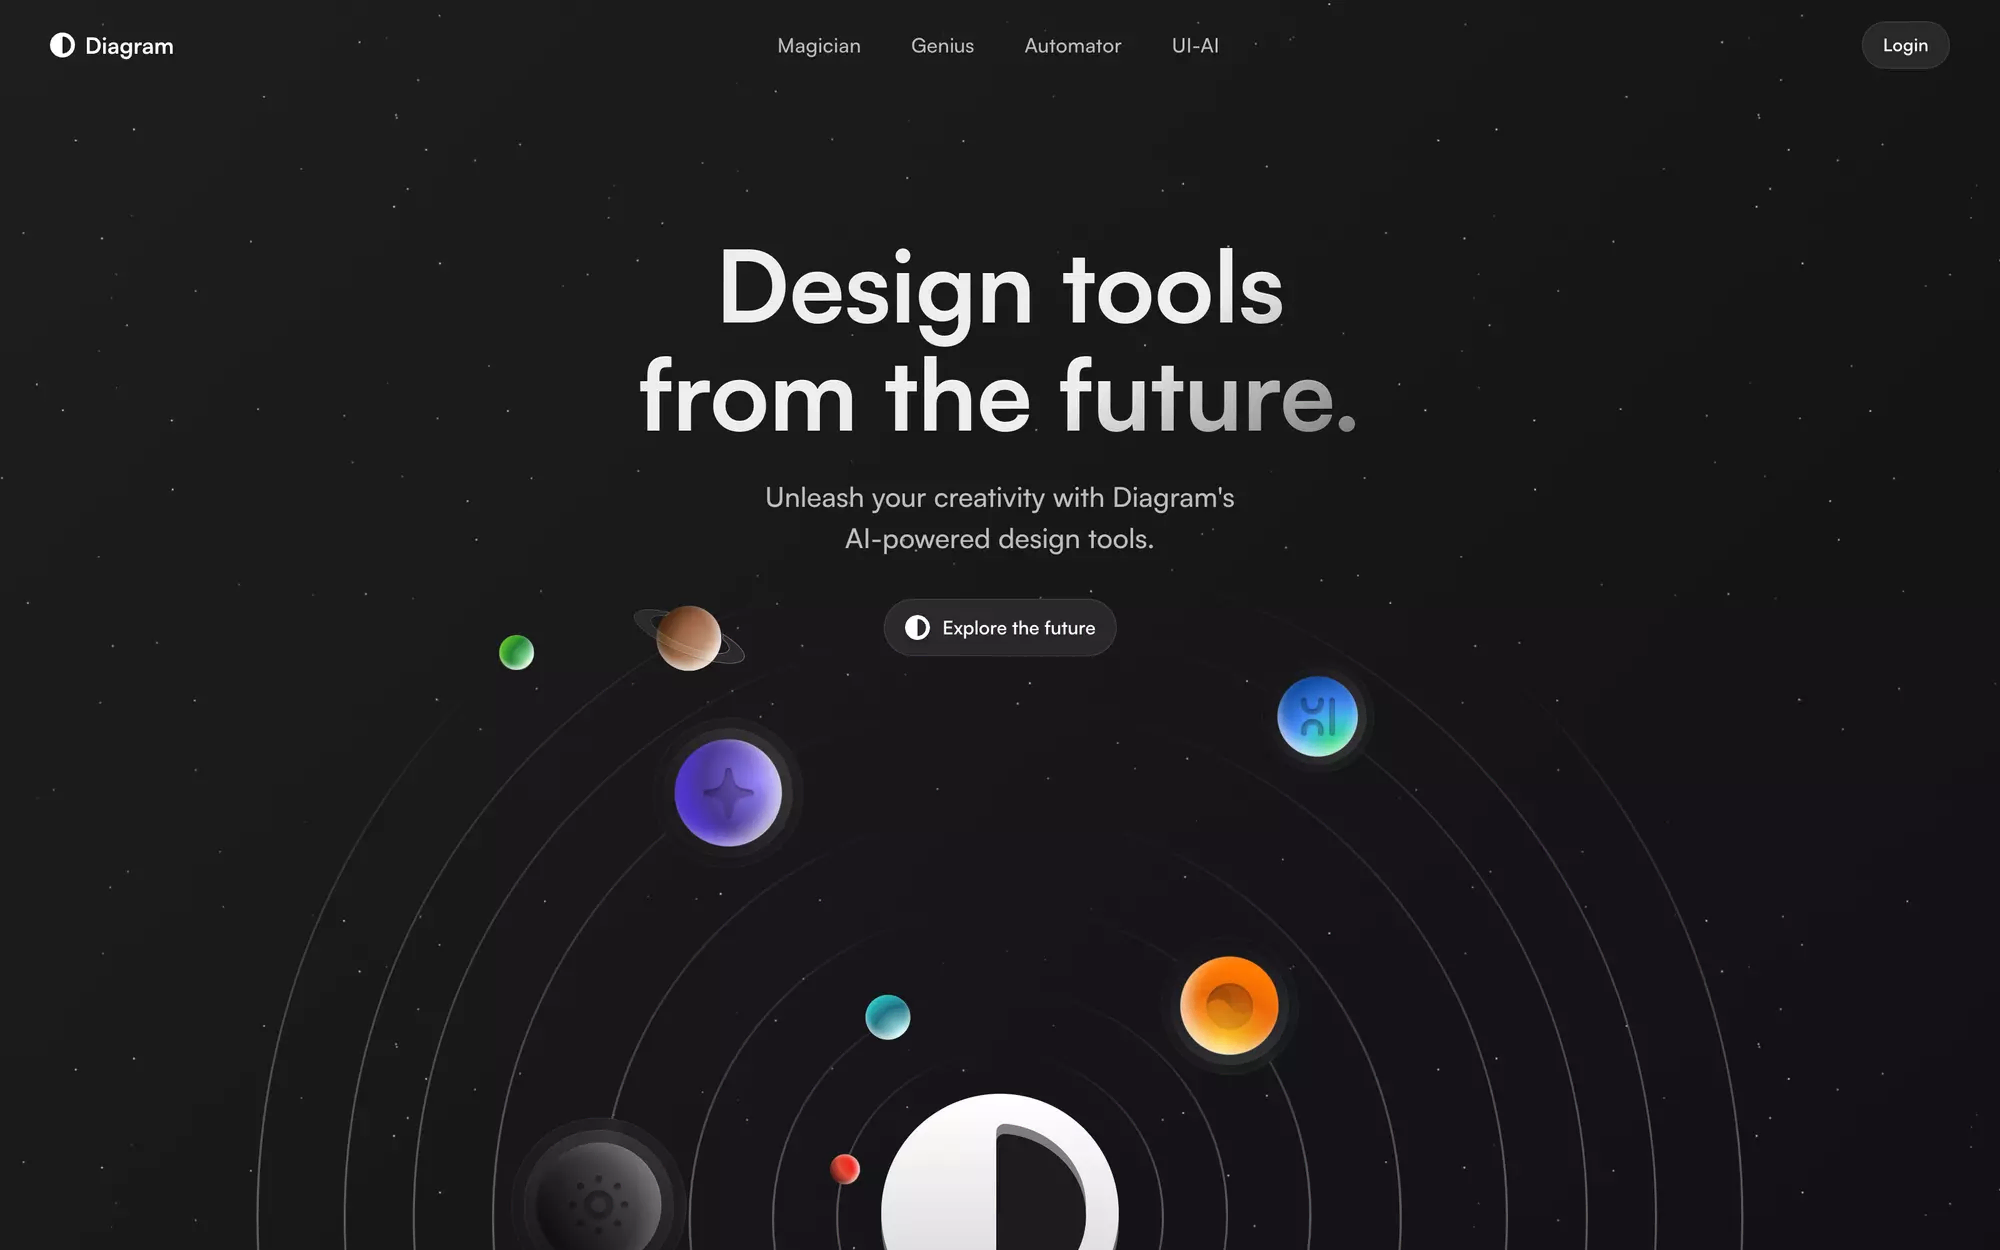 Diagram
Magician
Genius
Automator
UI-AI
Login
Design tools
from the future.
Unleash your creativity with Diagram's
AI-powered design tools.
Explore the future
UI